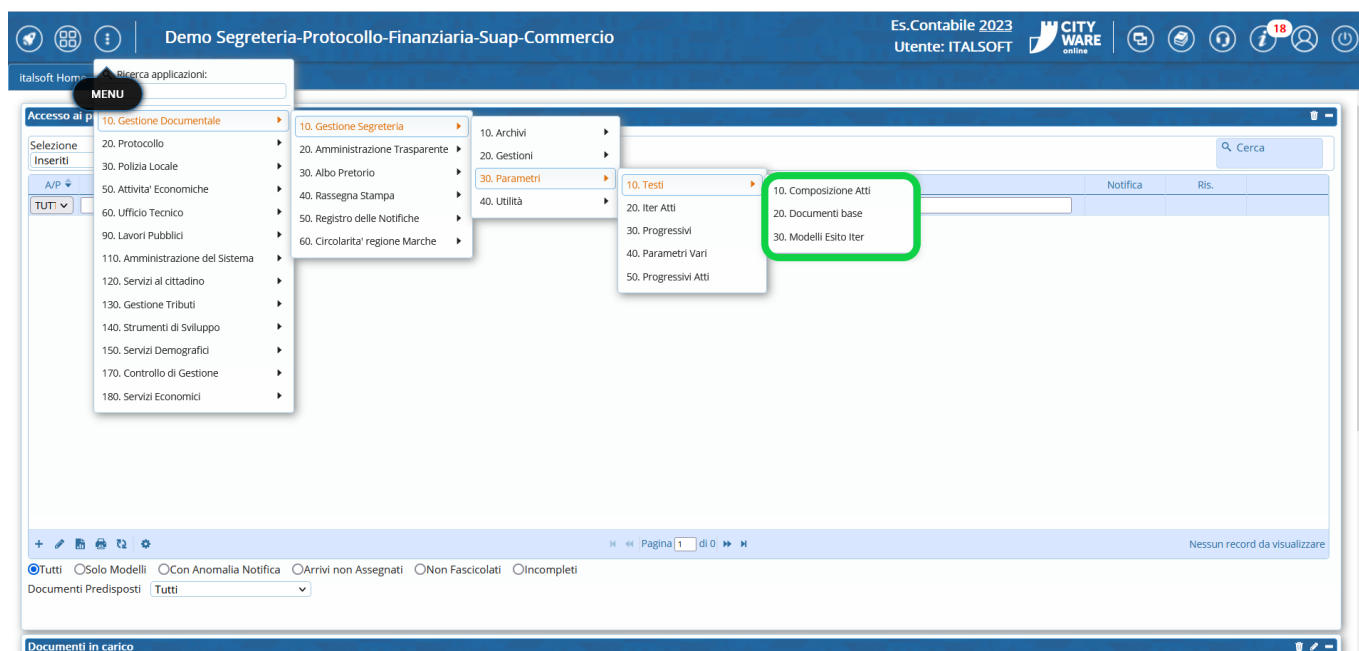 Demo Segreteria-Protocollo-Finanziaria-Suap-Commercio
Es.Contabile 2023
Utente: ITALSOFT
CITY
WARE
online
18
italsoft Home
Ricerca applicazioni:
MENU
Accesso ai p
10. Gestione Documentale
20. Protocollo
30. Polizia Locale
50. Attivita' Economiche
60. Ufficio Tecnico
90. Lavori Pubblici
110. Amministrazione del Sistema
120. Servizi al cittadino
130. Gestione Tributi
140. Strumenti di Sviluppo
150. Servizi Demografici
170. Controllo di Gestione
180. Servizi Economici
10. Gestione Segreteria
20. Amministrazione Trasparente
30. Albo Pretorio
40. Rassegna Stampa
50. Registro delle Notifiche
60. Circolarita' regione Marche
10. Archivi
20. Gestioni
30. Parametri
40. Utilità
10. Testi
20. Iter Atti
30. Progressivi
40. Parametri Vari
50. Progressivi Atti
10. Composizione Atti
20. Documenti base
30. Modelli Esito Iter
Selezione
Inseriti
Cerca
A/P
Notifica
Ris.
TUT
Pagina 1 di 0
Nessun record da visualizzare
Tutti Solo Modelli Con Anomalia Notifica Arrivi non Assegnati Non Fascicolati Incompleti
Documenti Predisposti Tutti
Documenti in carico